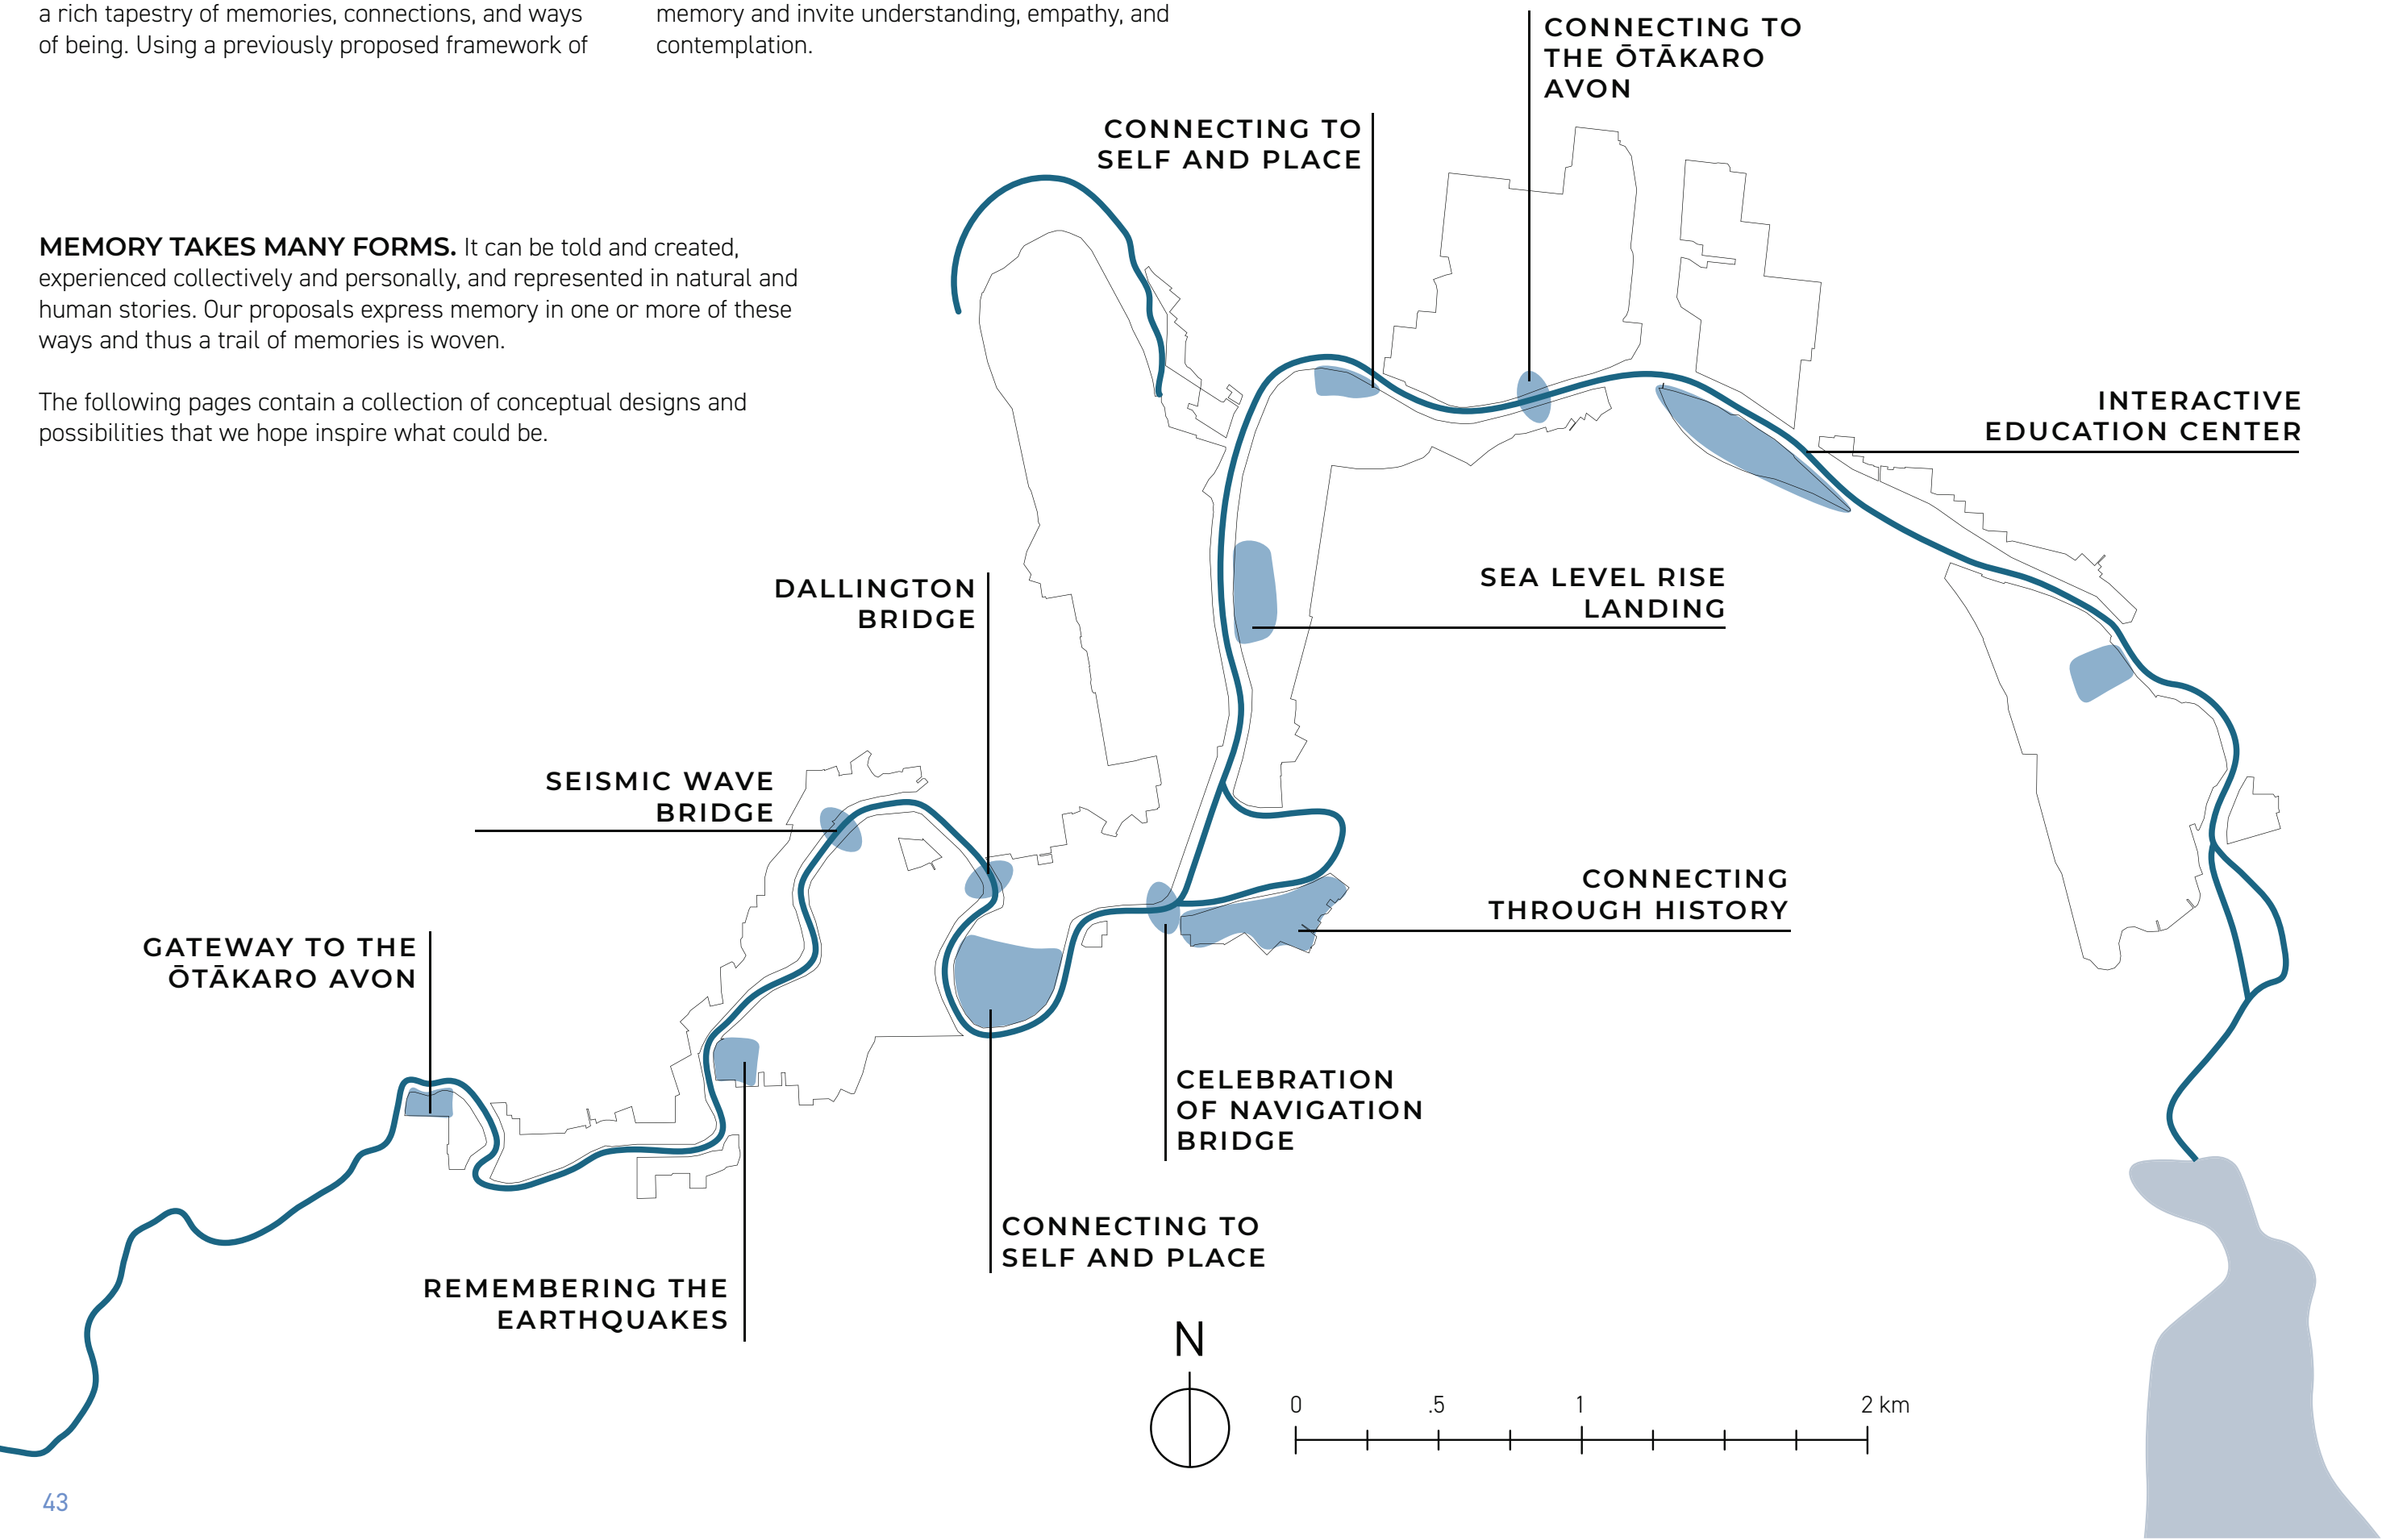 a rich tapestry of memories, connections, and ways
of being. Using a previously proposed framework of
memory and invite understanding, empathy, and
contemplation.
MEMORY TAKES MANY FORMS. It can be told and created,
experienced collectively and personally, and represented in natural and
human stories. Our proposals express memory in one or more of these
ways and thus a trail of memories is woven.
The following pages contain a collection of conceptual designs and
possibilities that we hope inspire what could be.
CONNECTING TO
THE ŌTĀKARO
AVON
CONNECTING TO
SELF AND PLACE
INTERACTIVE
EDUCATION CENTER
SEA LEVEL RISE
LANDING
DALLINGTON
BRIDGE
SEISMIC WAVE
BRIDGE
CONNECTING
THROUGH HISTORY
GATEWAY TO THE
ŌTĀKARO AVON
CELEBRATION
OF NAVIGATION
BRIDGE
CONNECTING TO
SELF AND PLACE
REMEMBERING THE
EARTHQUAKES
N
0 .5 1 2 km
43